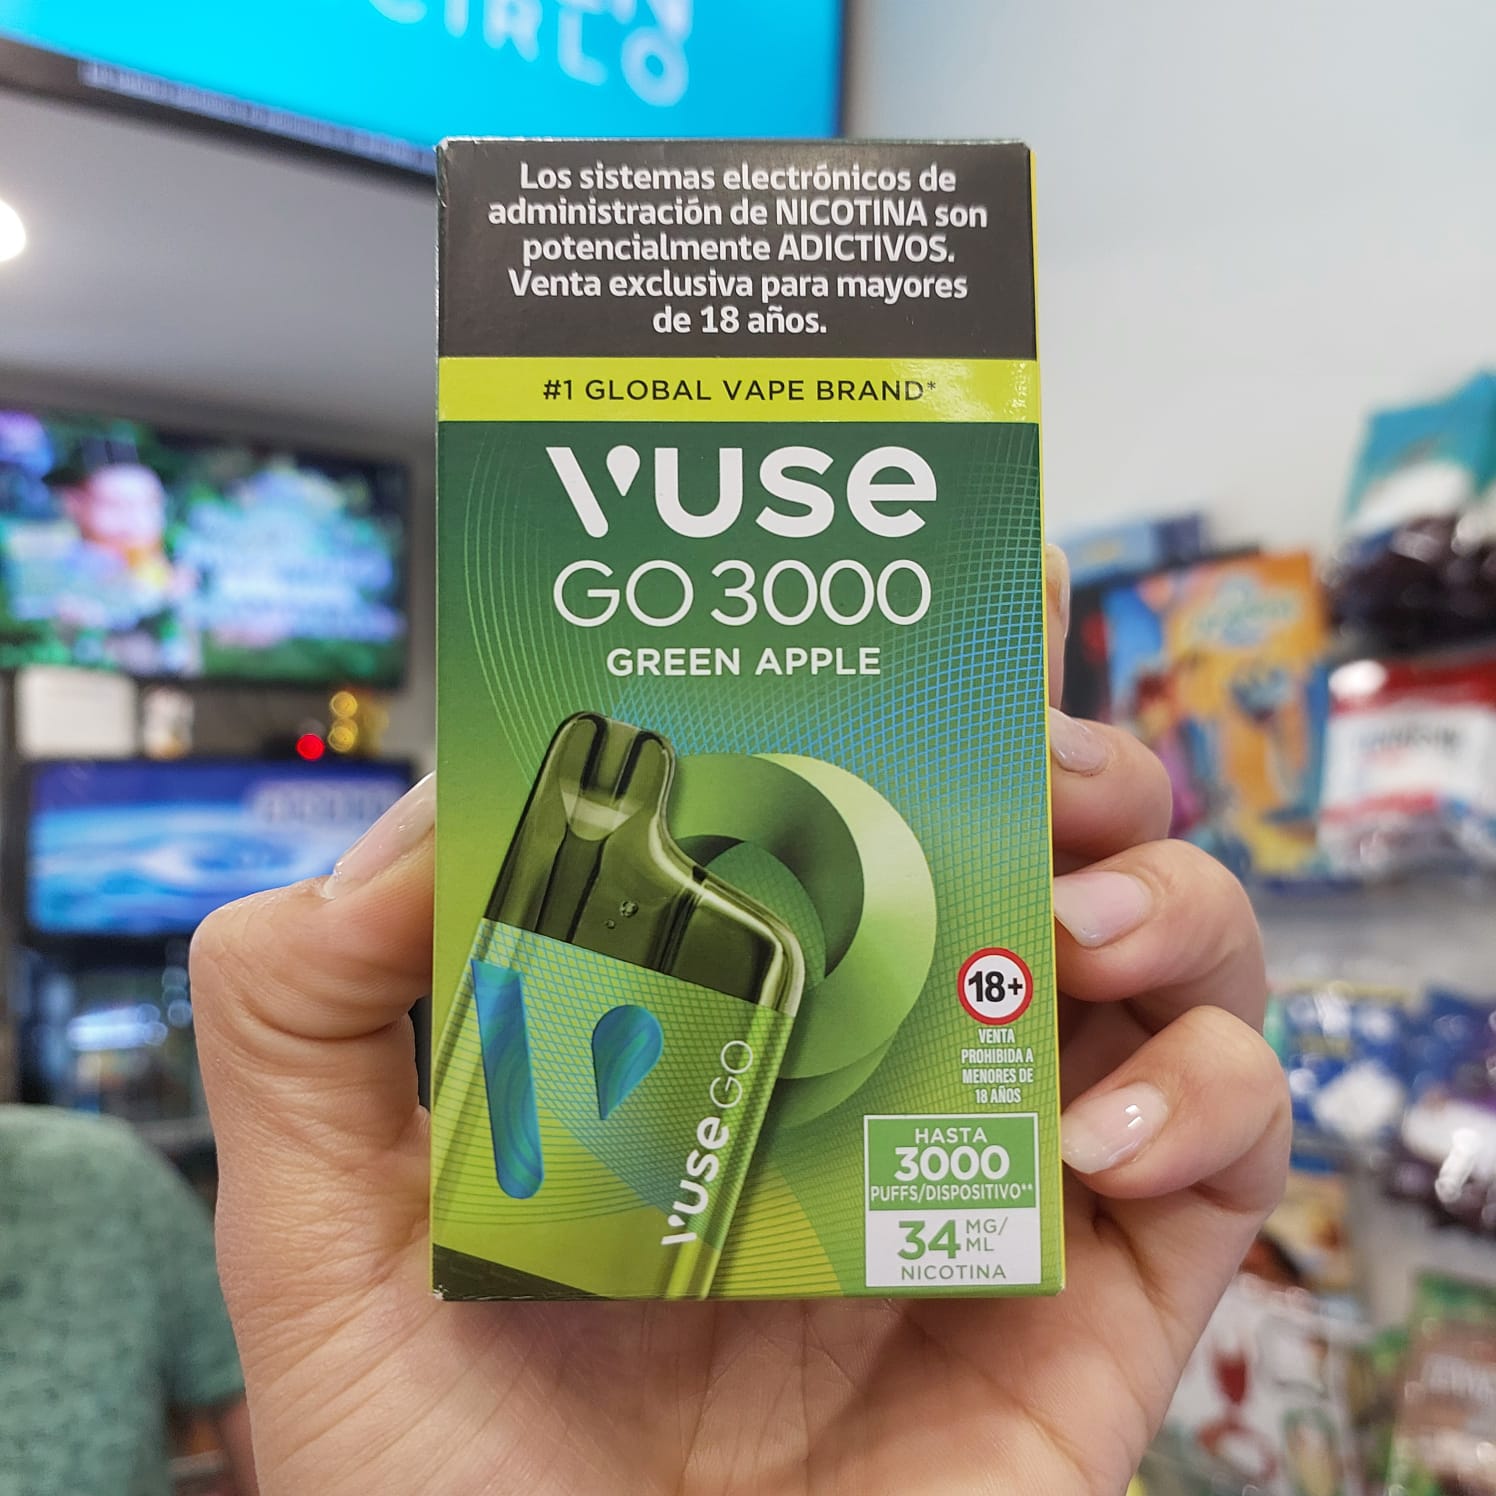 Los sistemas electrónicos de
administración de NICOTINA son
potencialmente ADICTIVOS.
Venta exclusiva para mayores
de 18 años.
#1 GLOBAL VAPE BRAND*
VUSE
GO 3000
GREEN APPLE
VUSE GO
18+
VENTA
PROHIBIDA A
MENORES DE
18 AÑOS
HASTA
3000
PUFFS/DISPOSITIVO**
34 MG/
ML
NICOTINA